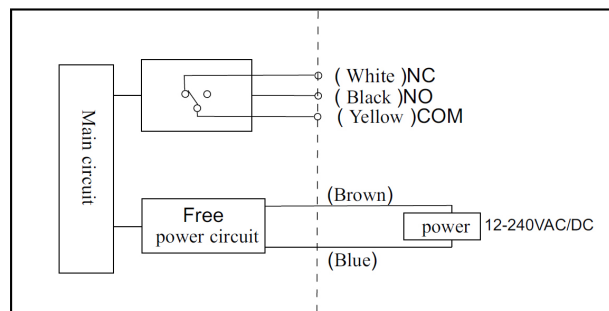 ( White )NC
( Black )NO
( Yellow )COM
Main circuit
(Brown)
Free
power circuit
power
12-240VAC/DC
(Blue)